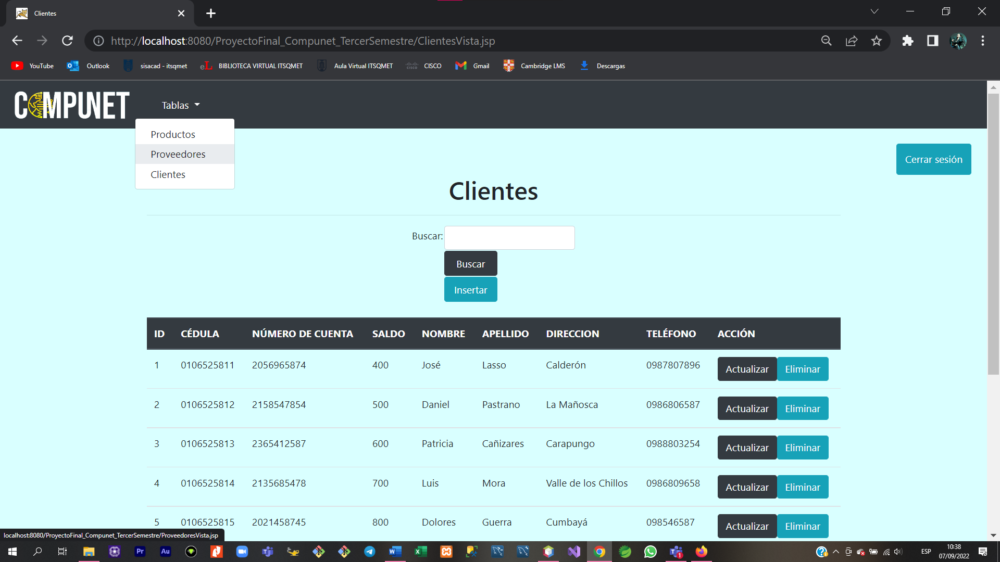 Clientes
http://localhost:8080/ProyectoFinal_Compunet_TercerSemestre/ClientesVista.jsp
YouTube Outlook sisacad - itsqmet eL BIBLIOTECA VIRTUAL ITSQMET Aula Virtual ITSQMET CISCO Gmail Cambridge LMS Descargas
COMPUNET Tablas
Productos
Proveedores
Clientes
Cerrar sesión
Clientes
Buscar:
Buscar
Insertar
ID CÉDULA NÚMERO DE CUENTA SALDO NOMBRE APELLIDO DIRECCION TELÉFONO ACCIÓN
1 0106525811 2056965874 400 José Lasso Calderón 0987807896 Actualizar Eliminar
2 0106525812 2158547854 500 Daniel Pastrano La Mañosca 0986806587 Actualizar Eliminar
3 0106525813 2365412587 600 Patricia Cañizares Carapungo 0988803254 Actualizar Eliminar
4 0106525814 2135685478 700 Luis Mora Valle de los Chillos 0986809658 Actualizar Eliminar
5 0106525815 2021458745 800 Dolores Guerra Cumbayá 098546587 Actualizar Eliminar
localhost:8080/ProyectoFinal_Compunet_TercerSemestre/ProveedoresVista.jsp
Pr Au 1 ESP 10:38
07/09/2022